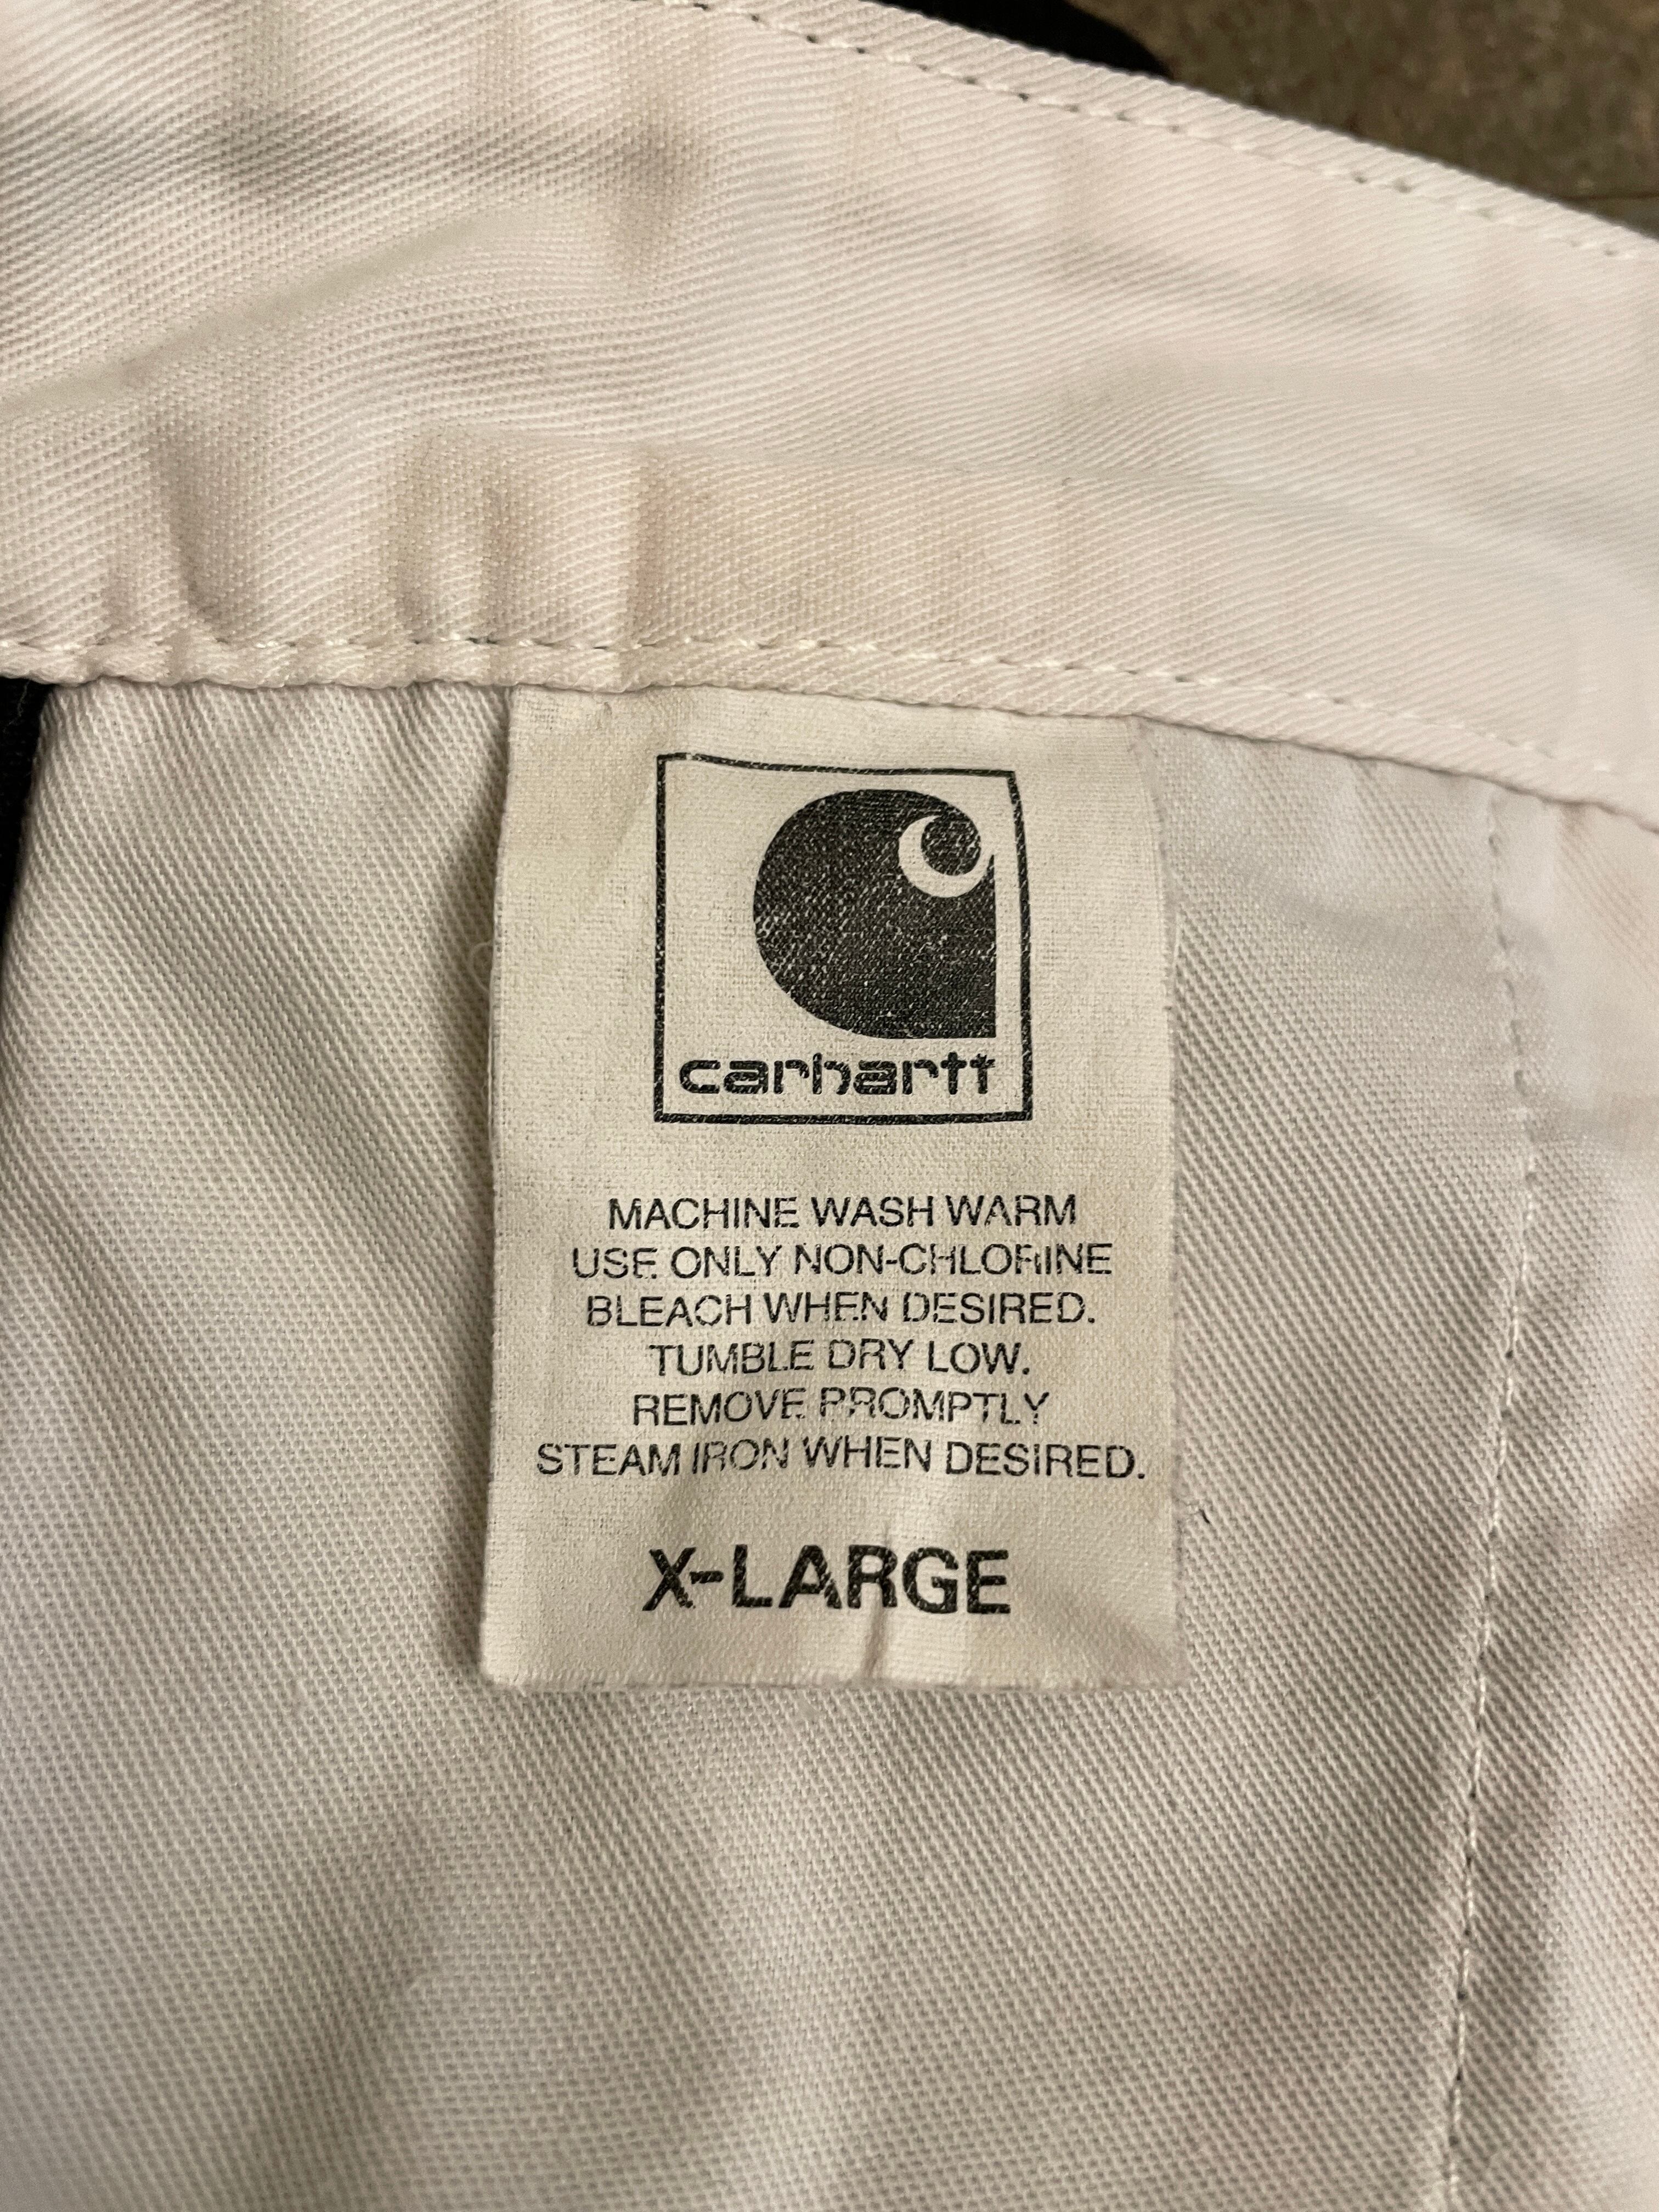 carhartt
MACHINE WASH WARM
USE ONLY NON-CHLORINE
BLEACH WHEN DESIRED.
TUMBLE DRY LOW.
REMOVE PROMPTLY
STEAM IRON WHEN DESIRED.
X-LARGE